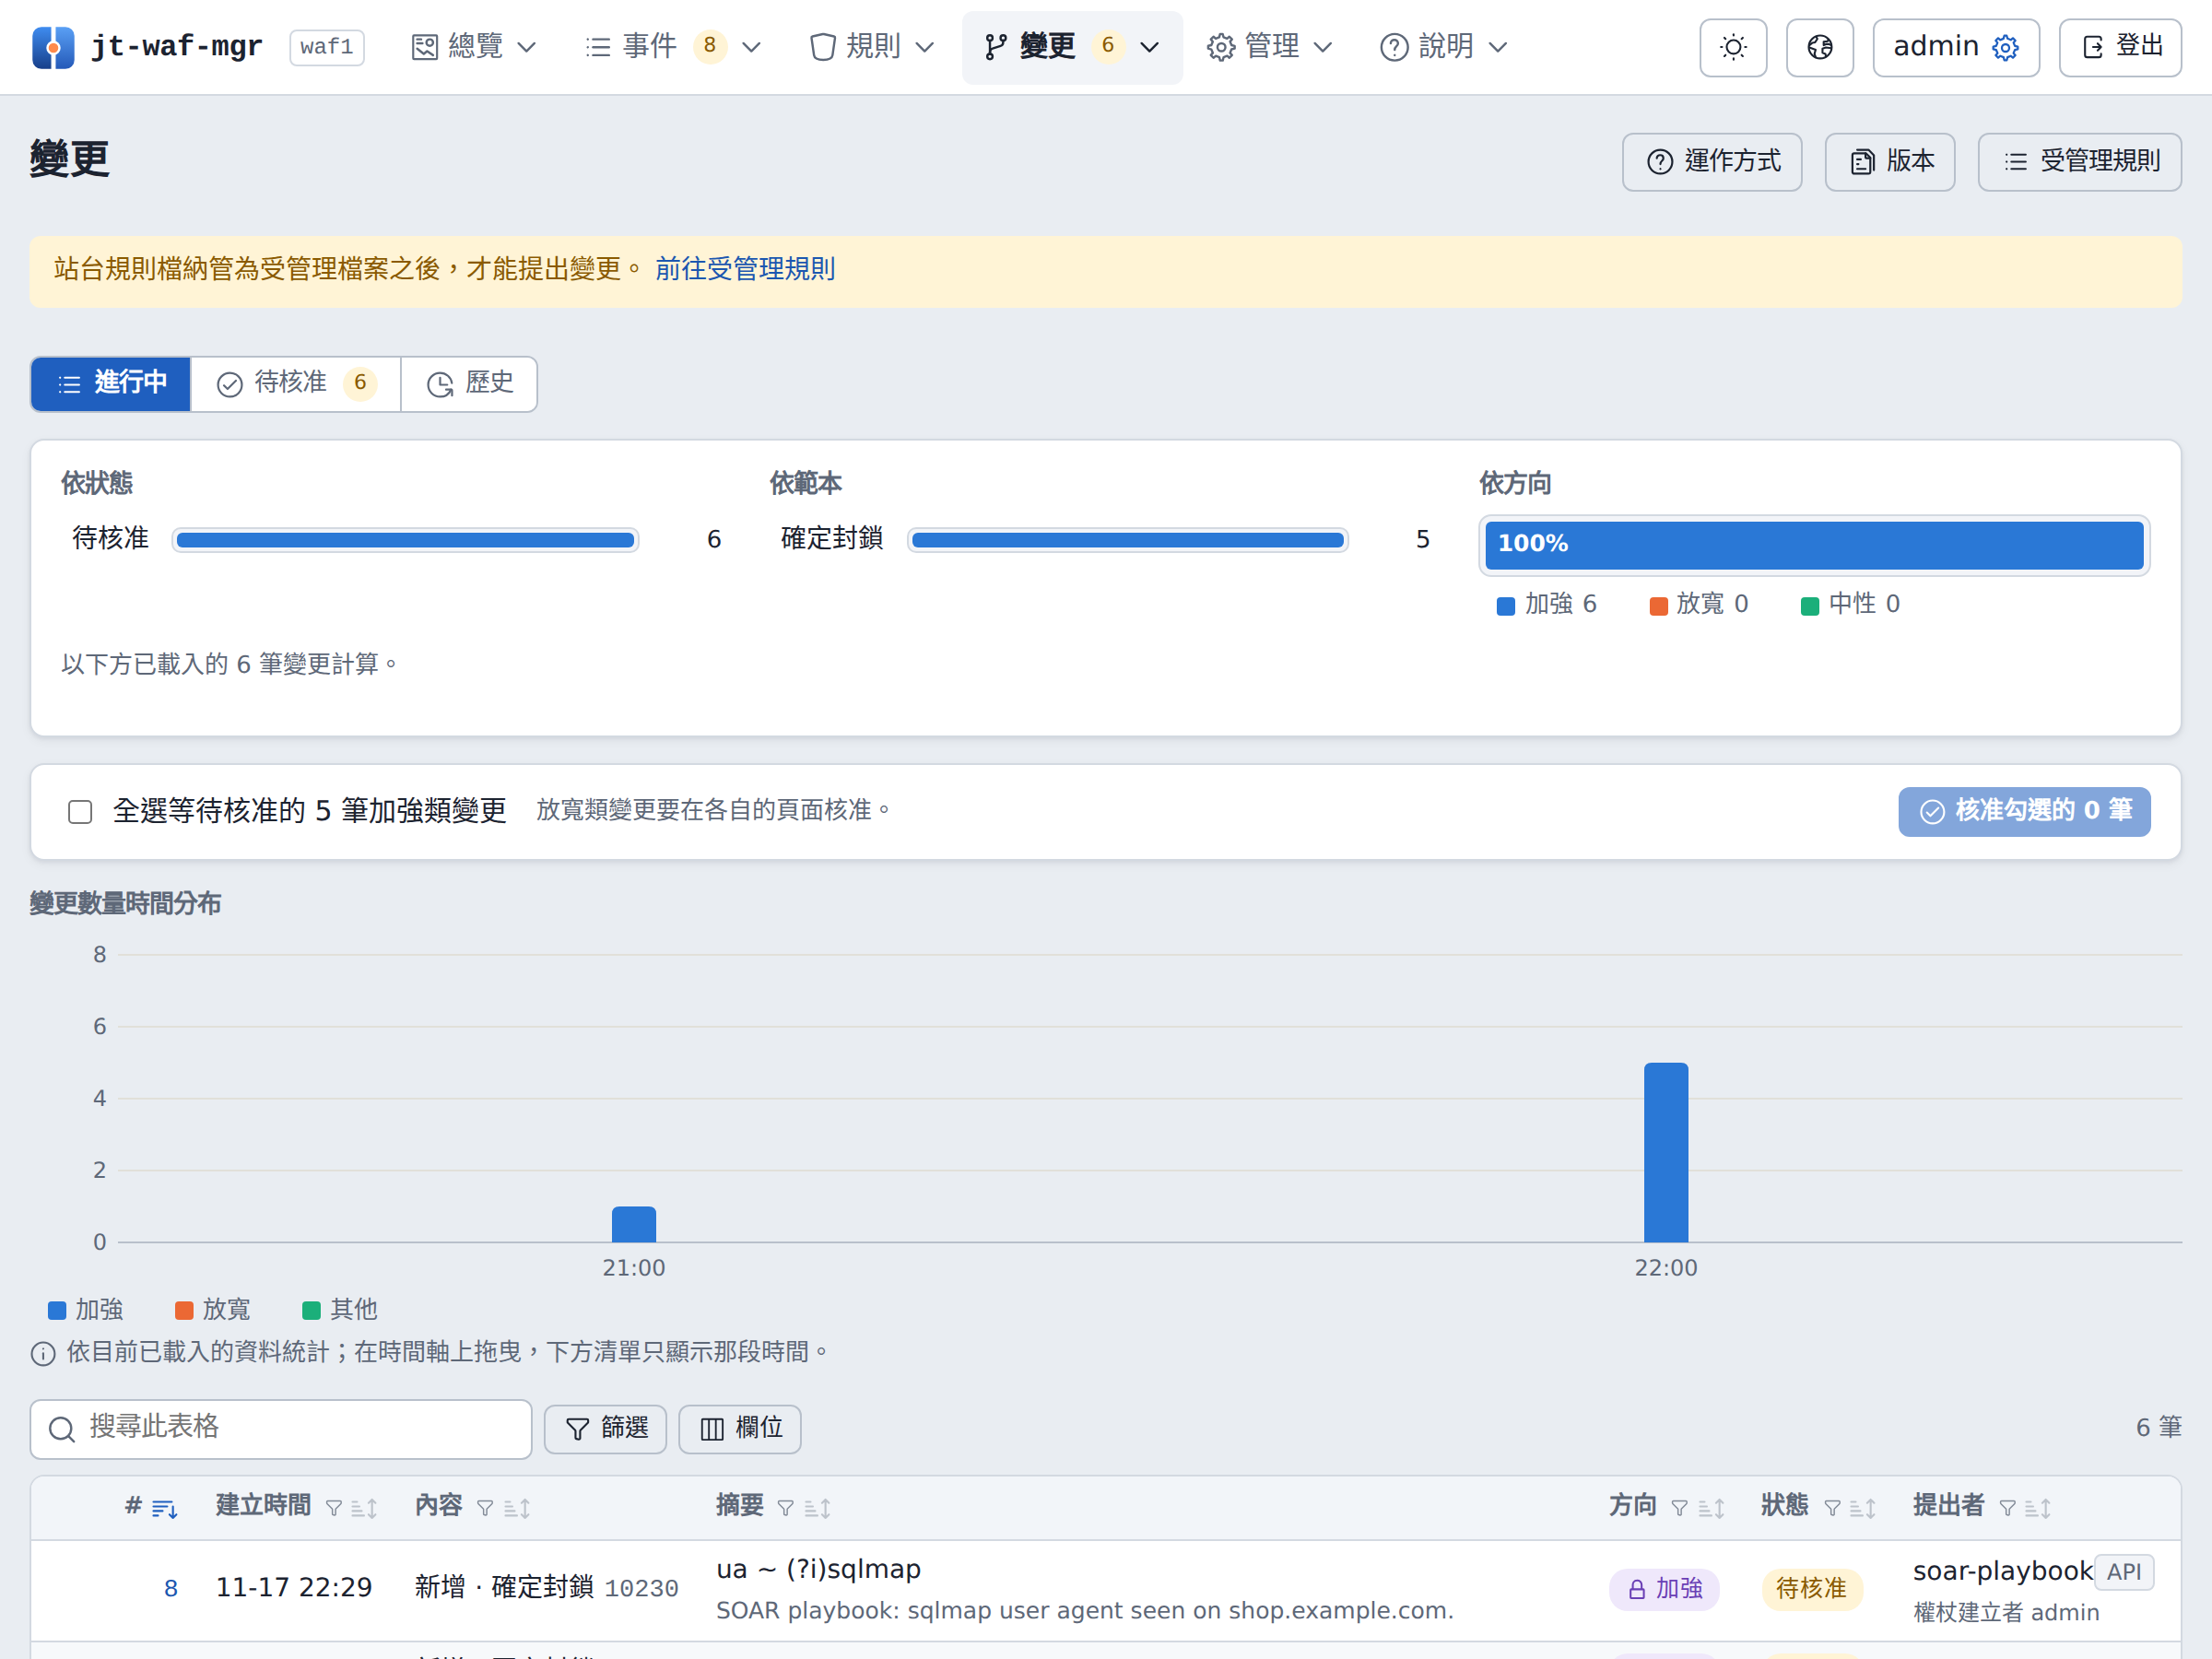 jt-waf-mgr waf1 總覽 事件 8 規則 變更 6 管理 說明 admin 登出
變更 運作方式 版本 受管理規則
站台規則檔納管為受管理檔案之後，才能提出變更。 前往受管理規則
進行中 待核准 6 歷史
依狀態 依範本 依方向
待核准 6 確定封鎖 5 100%
加強 6 放寬 0 中性 0
以下方已載入的 6 筆變更計算。
全選等待核准的 5 筆加強類變更 放寬類變更要在各自的頁面核准。 核准勾選的 0 筆
變更數量時間分布
8
6
4
2
0
21:00 22:00
加強 放寬 其他
依目前已載入的資料統計；在時間軸上拖曳，下方清單只顯示那段時間。
搜尋此表格 篩選 欄位 6 筆
# 建立時間 內容 摘要 方向 狀態 提出者
8 11-17 22:29 新增 · 確定封鎖 10230 ua ~ (?i)sqlmap 加強 待核准 soar-playbook API
SOAR playbook: sqlmap user agent seen on shop.example.com. 權杖建立者 admin